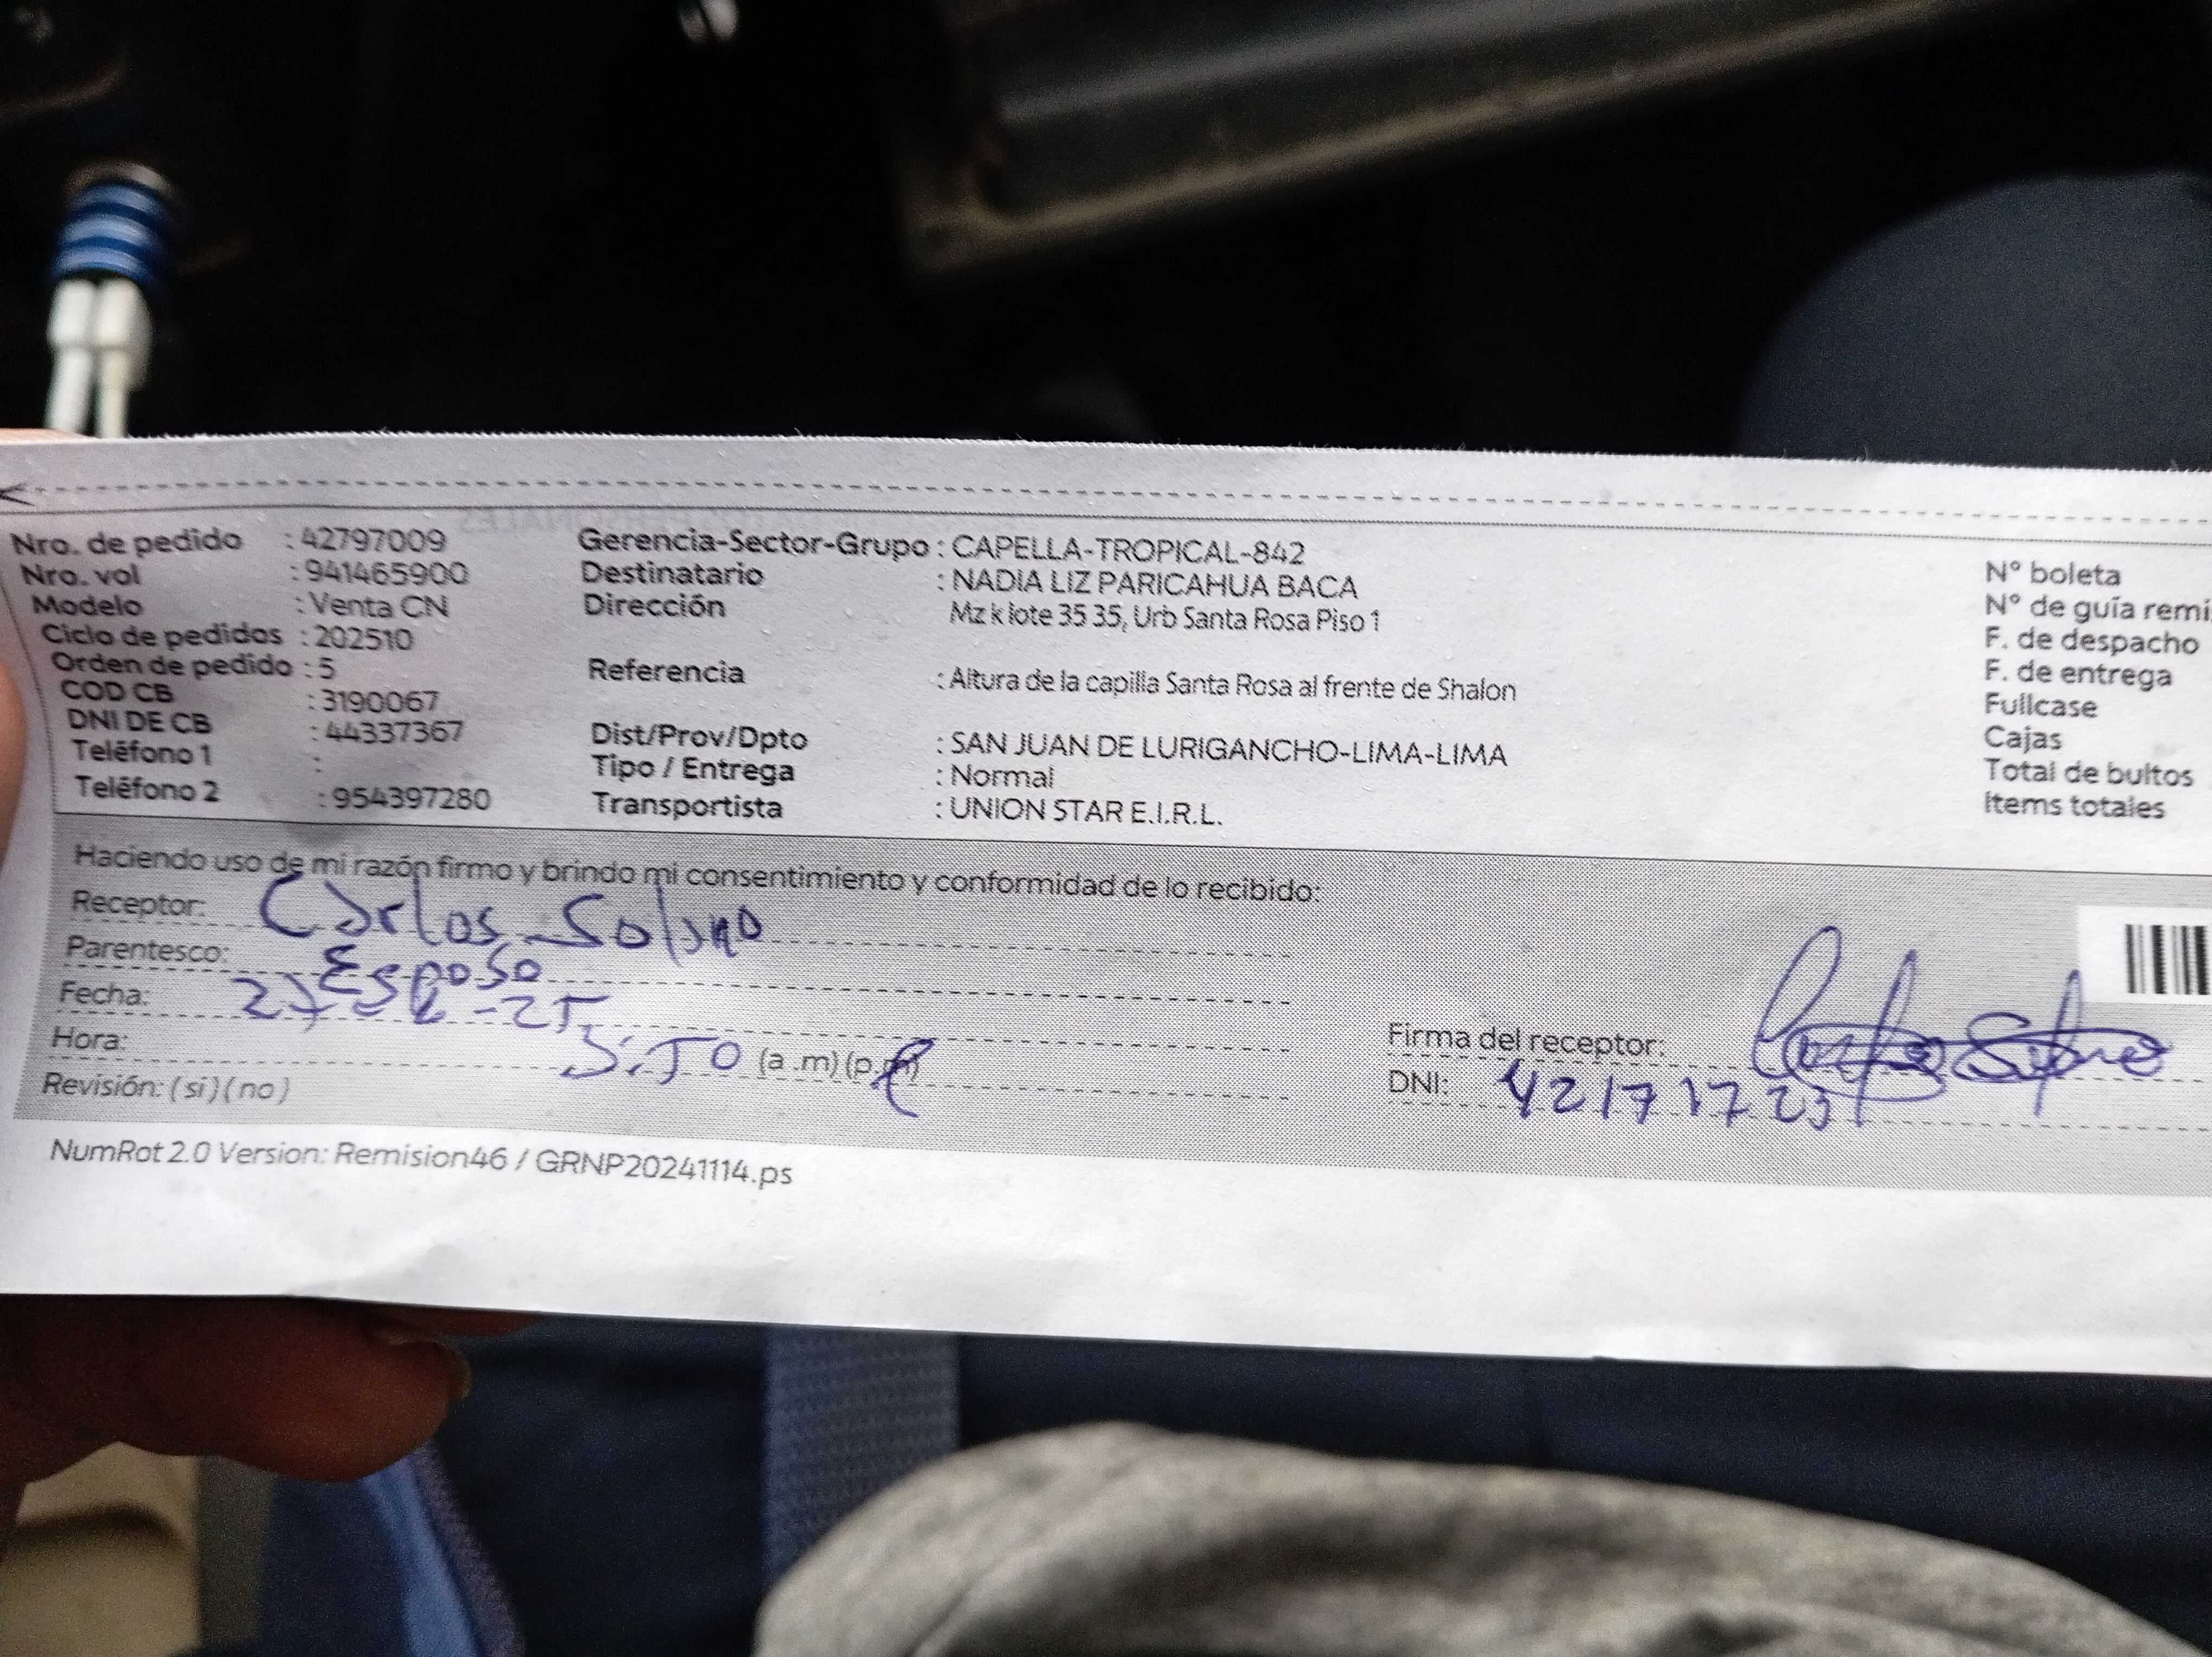 Nro. de pedido : 42797009 Gerencia-Sector-Grupo : CAPELLA-TROPICAL-842
Nro. vol : 941465900 Destinatario : NADIA LIZ PARICAHUA BACA N° boleta
Modelo : Venta CN Dirección Mz k lote 35 35, Urb Santa Rosa Piso 1 N° de guía remi
Ciclo de pedidos : 202510 F. de despacho
Orden de pedido : 5 Referencia : Altura de la capilla Santa Rosa al frente de Shalon F. de entrega
COD CB : 3190067 Fullcase
DNI DE CB : 44337367 Dist/Prov/Dpto : SAN JUAN DE LURIGANCHO-LIMA-LIMA Cajas
Teléfono 1 : Tipo / Entrega : Normal Total de bultos
Teléfono 2 : 954397280 Transportista : UNION STAR E.I.R.L. Items totales
Haciendo uso de mi razón firmo y brindo mi consentimiento y conformidad de lo recibido:
Receptor: Carlos Solano
Parentesco: Esposo
Fecha: 27 -25
Hora: 5:50 (a .m) (p.m)
Firma del receptor:
Revisión: (si) (no)
DNI: 42171723
NumRot 2.0 Version: Remision46 / GRNP20241114.ps